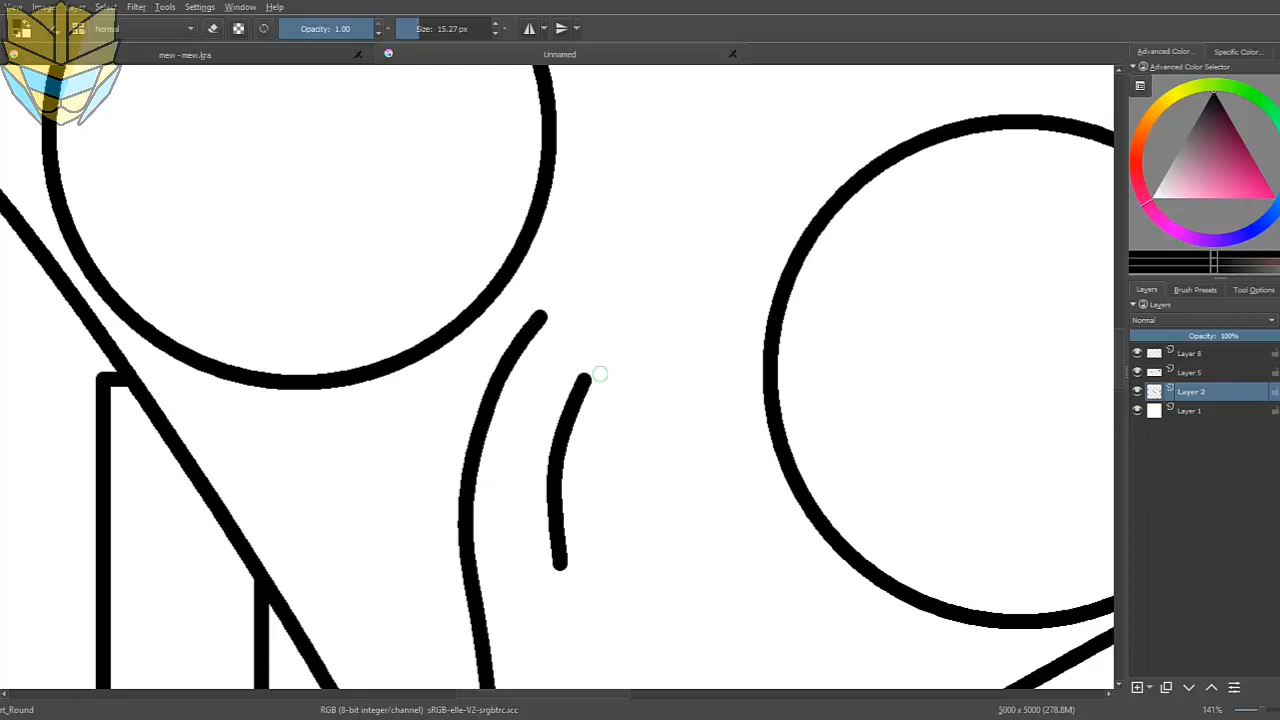 View Image Layer Select Filter Tools Settings Window Help
Normal Opacity: 1.00 Size: 15.27 px
mew - mew.kra Unnamed
Advanced Color... Specific Color...
Advanced Color Selector
Layers Brush Presets Tool Options
Layers
Normal
Opacity: 100%
Layer 8
Layer 5
Layer 2
Layer 1
rt_Round RGB (8-bit integer/channel) sRGB-elle-V2-srgbtrc.icc 5000 x 5000 (278.8M) 141%